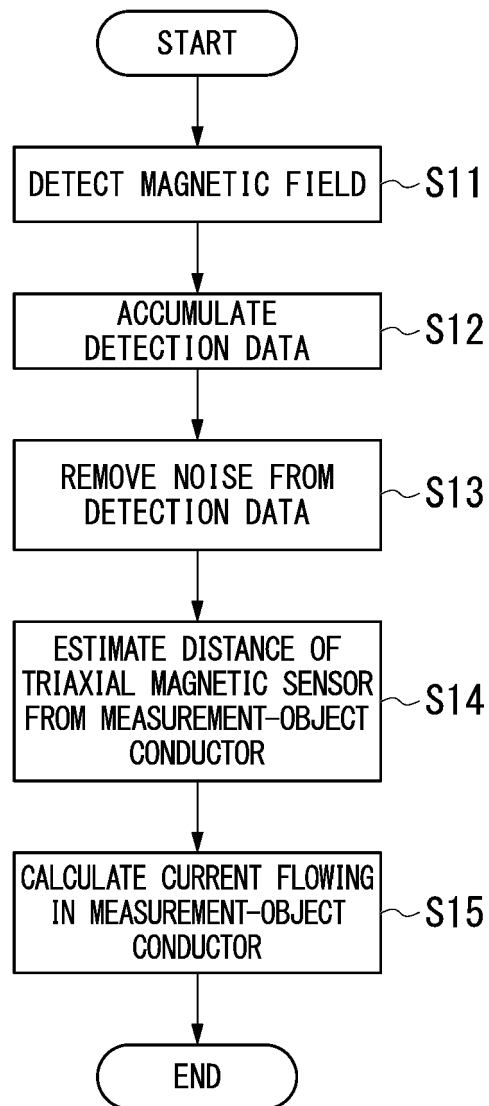 START
DETECT MAGNETIC FIELD
S11
ACCUMULATE
DETECTION DATA
S12
REMOVE NOISE FROM
DETECTION DATA
S13
ESTIMATE DISTANCE OF
TRIAXIAL MAGNETIC SENSOR
FROM MEASUREMENT-OBJECT
CONDUCTOR
S14
CALCULATE CURRENT FLOWING
IN MEASUREMENT-OBJECT
CONDUCTOR
S15
END